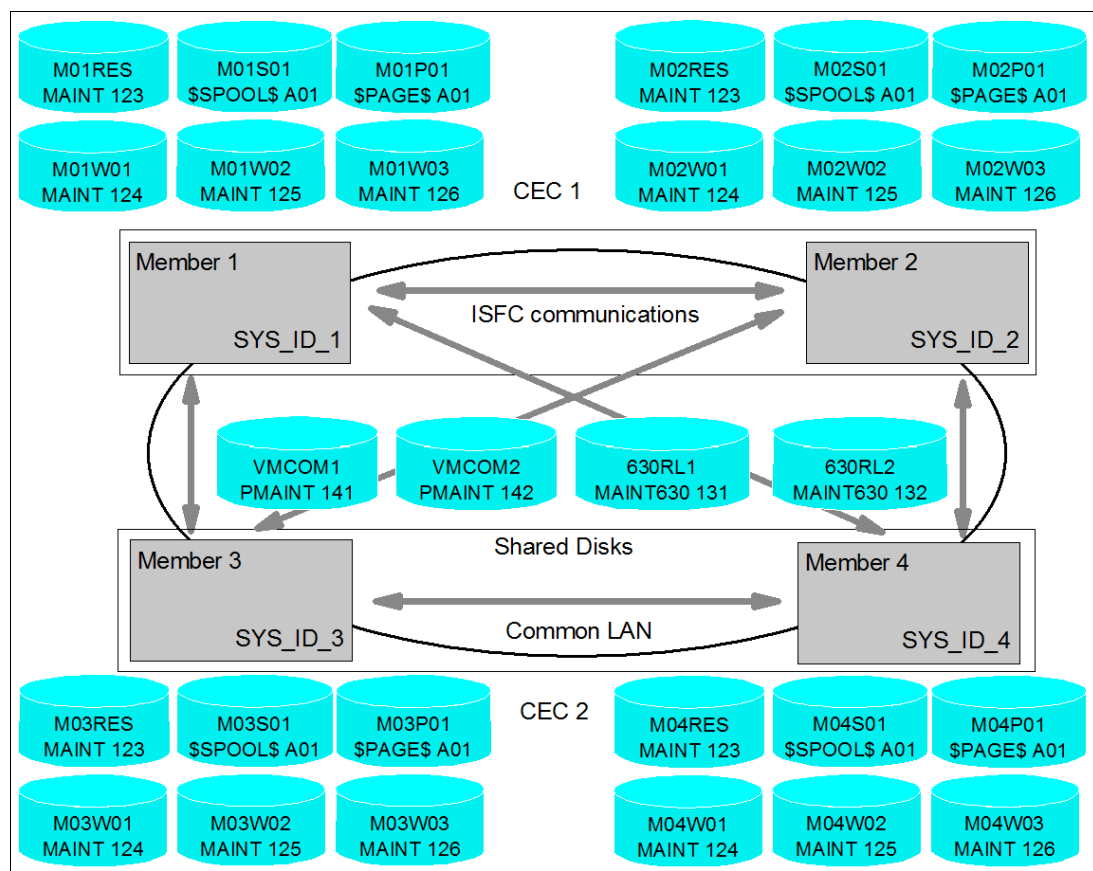 M01RES
MAINT 123
M01S01
$SPOOL$ A01
M01P01
$PAGE$ A01
M02RES
MAINT 123
M02S01
$SPOOL$ A01
M02P01
$PAGE$ A01
M01W01
MAINT 124
M01W02
MAINT 125
M01W03
MAINT 126
CEC 1
M02W01
MAINT 124
M02W02
MAINT 125
M02W03
MAINT 126
Member 1
SYS_ID_1
ISFC communications
Member 2
SYS_ID_2
VMCOM1
PMAINT 141
VMCOM2
PMAINT 142
630RL1
MAINT630 131
630RL2
MAINT630 132
Shared Disks
Member 3
SYS_ID_3
Common LAN
Member 4
SYS_ID_4
M03RES
MAINT 123
M03S01
$SPOOL$ A01
M03P01
$PAGE$ A01
CEC 2
M04RES
MAINT 123
M04S01
$SPOOL$ A01
M04P01
$PAGE$ A01
M03W01
MAINT 124
M03W02
MAINT 125
M03W03
MAINT 126
M04W01
MAINT 124
M04W02
MAINT 125
M04W03
MAINT 126